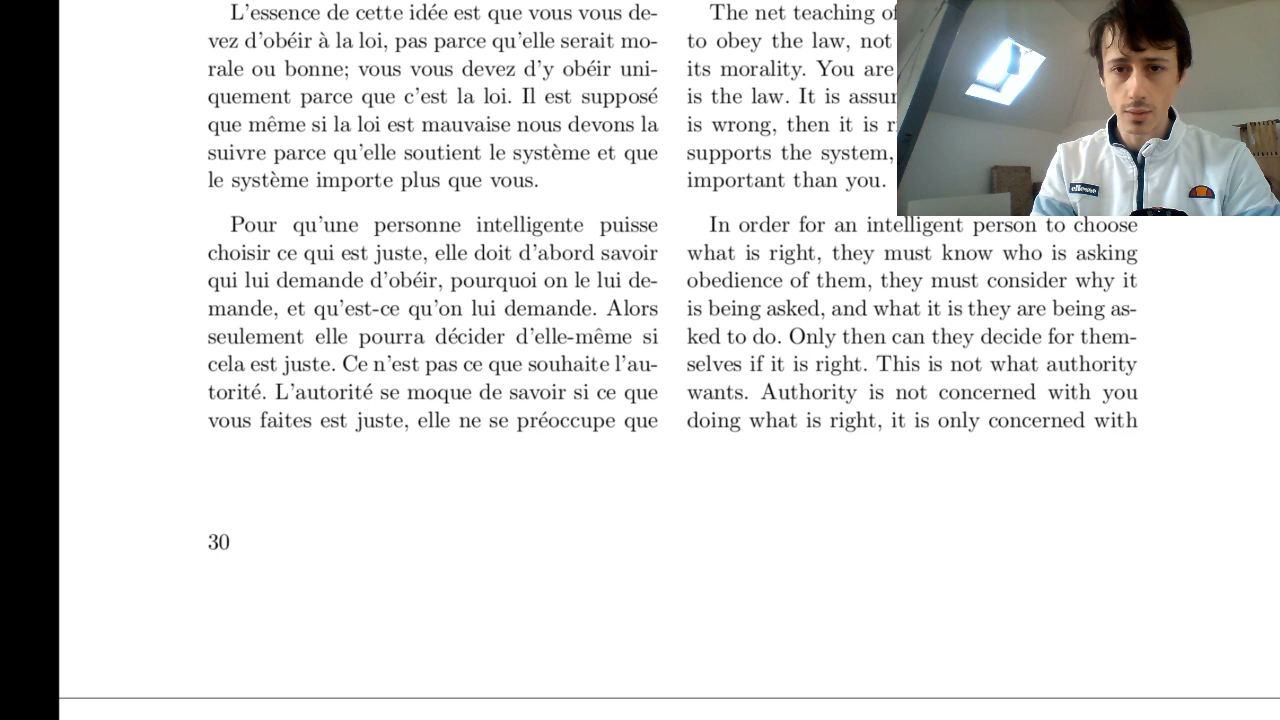 L'essence de cette idée est que vous vous de-
vez d'obéir à la loi, pas parce qu'elle serait mo-
rale ou bonne; vous vous devez d'y obéir uni-
quement parce que c'est la loi. Il est supposé
que même si la loi est mauvaise nous devons la
suivre parce qu'elle soutient le système et que
le système importe plus que vous.
Pour qu'une personne intelligente puisse
choisir ce qui est juste, elle doit d'abord savoir
qui lui demande d'obéir, pourquoi on le lui de-
mande, et qu'est-ce qu'on lui demande. Alors
seulement elle pourra décider d'elle-même si
cela est juste. Ce n'est pas ce que souhaite l'au-
torité. L'autorité se moque de savoir si ce que
vous faites est juste, elle ne se préoccupe que
The net teaching of
to obey the law, not
its morality. You are
is the law. It is assu
is wrong, then it is
supports the system,
important than you.
In order for an intelligent person to choose
what is right, they must know who is asking
obedience of them, they must consider why it
is being asked, and what it is they are being as-
ked to do. Only then can they decide for them-
selves if it is right. This is not what authority
wants. Authority is not concerned with you
doing what is right, it is only concerned with
30
ellesse